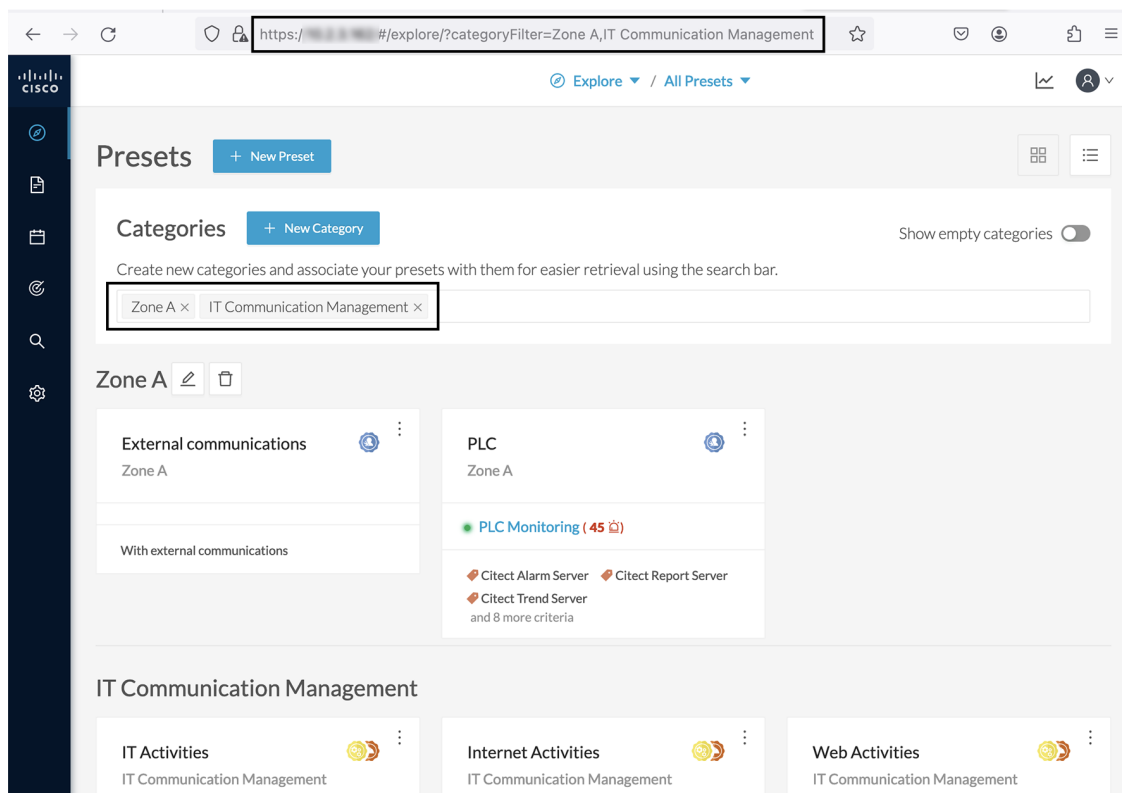 https:/ #/explore/?categoryFilter=Zone A,IT Communication Management
cisco
Explore / All Presets
Presets
+ New Preset
Categories
+ New Category
Show empty categories
Create new categories and associate your presets with them for easier retrieval using the search bar.
Zone A × IT Communication Management ×
Zone A
External communications
Zone A
With external communications
PLC
Zone A
PLC Monitoring ( 45 )
Citect Alarm Server Citect Report Server
Citect Trend Server
and 8 more criteria
IT Communication Management
IT Activities
IT Communication Management
Internet Activities
IT Communication Management
Web Activities
IT Communication Management